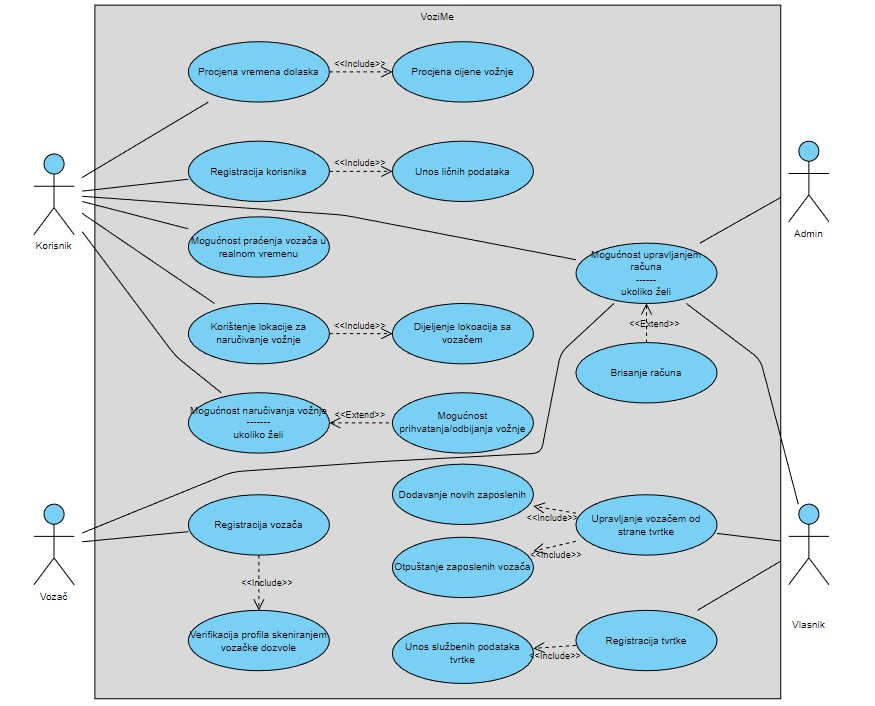 VoziMe
Procjena vremena dolaska
<<Include>>
Procjena cijene vožnje
Registracija korisnika
<<Include>>
Unos ličnih podataka
Korisnik
Admin
Mogućnost praćenja vozača u
realnom vremenu
Mogućnost upravljanjem
računa
------
ukoliko želi
<<Extend>>
Brisanje računa
Korištenje lokacije za
naručivanje vožnje
<<Include>>
Dijeljenje lokoacija sa
vozačem
Mogućnost naručivanja vožnje
-------
ukoliko želi
<<Extend>>
Mogućnost
prihvatanja/odbijanja vožnje
Dodavanje novih zaposlenih
<<Include>>
Upravljanje vozačem od
strane tvrtke
Registracija vozača
<<Include>>
Otpuštanje zaposlenih vozača
<<Include>>
Vozač
Vlasnik
Verifikacija profila skeniranjem
vozačke dozvole
Unos službenih podataka
tvrtke
<<Include>>
Registracija tvrtke